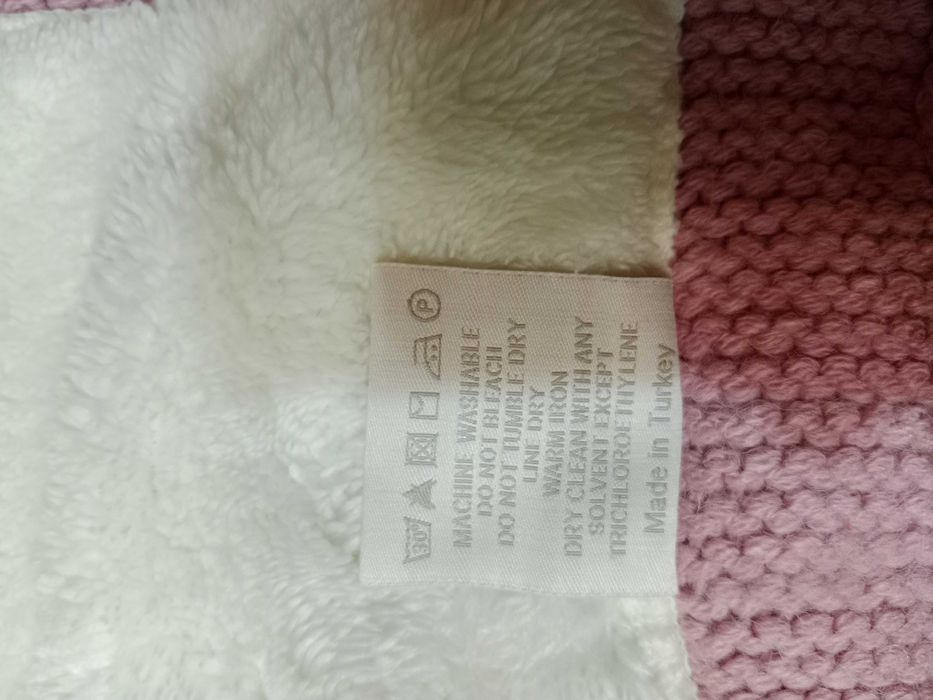 30° P
MACHINE WASHABLE
DO NOT BLEACH
DO NOT TUMBLE DRY
LINE DRY
WARM IRON
DRY CLEAN WITH ANY
SOLVENT EXCEPT
TRICHLOROETHYLENE
Made in Turkey